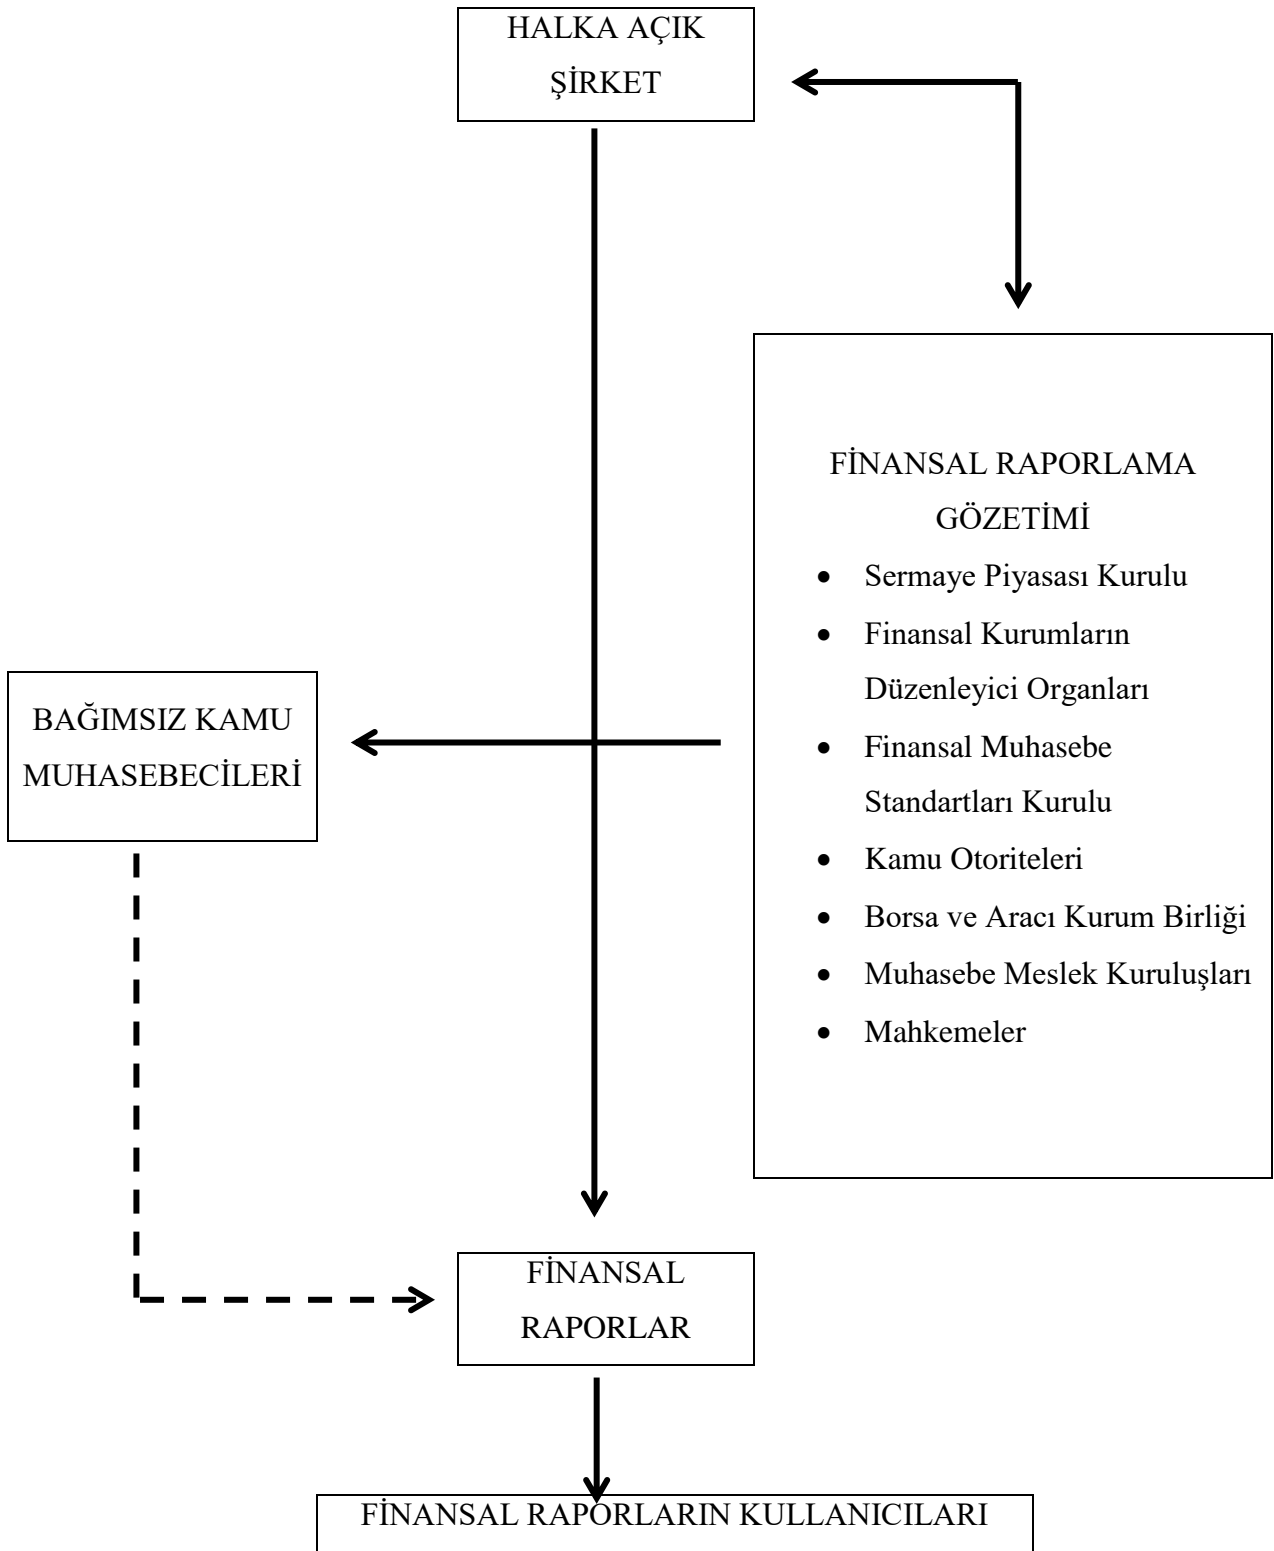 HALKA AÇIK
ŞİRKET
FİNANSAL RAPORLAMA
GÖZETİMİ
• Sermaye Piyasası Kurulu
• Finansal Kurumların
Düzenleyici Organları
• Finansal Muhasebe
Standartları Kurulu
• Kamu Otoriteleri
• Borsa ve Aracı Kurum Birliği
• Muhasebe Meslek Kuruluşları
• Mahkemeler
BAĞIMSIZ KAMU
MUHASEBECİLERİ
FİNANSAL
RAPORLAR
FİNANSAL RAPORLARIN KULLANICILARI